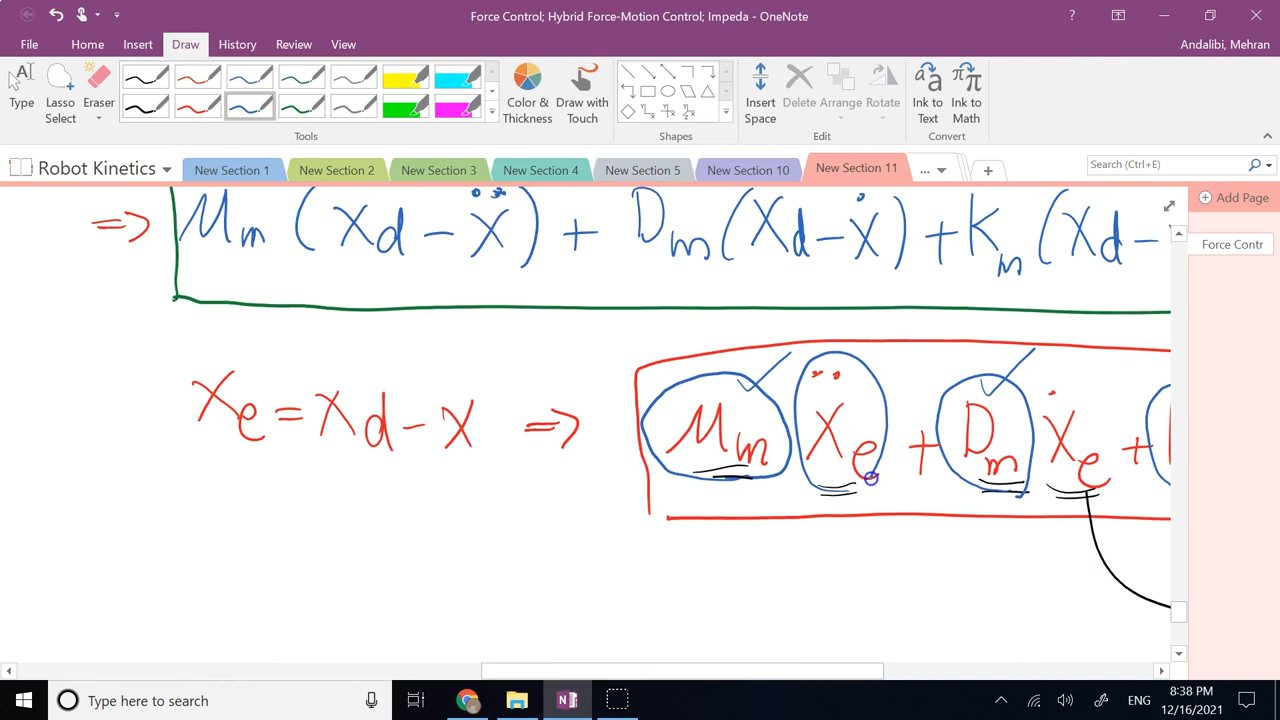 Force Control; Hybrid Force-Motion Control; Impeda - OneNote
File Home Insert Draw History Review View
Andalibi, Mehran
Type Lasso Select Eraser Color & Thickness Draw with Touch Insert Space Delete Arrange Rotate Ink to Text Ink to Math
Tools Shapes Edit Convert
Robot Kinetics New Section 1 New Section 2 New Section 3 New Section 4 New Section 5 New Section 10 New Section 11 ... Search (Ctrl+E)
Add Page
Force Contr
=> Mm (Xd - Ẍ) + Dm (Xd - Ẋ) + Km (Xd -
Xe = Xd - X => Mm Ẍe + Dm Ẋe +
Type here to search
ENG
8:38 PM
12/16/2021